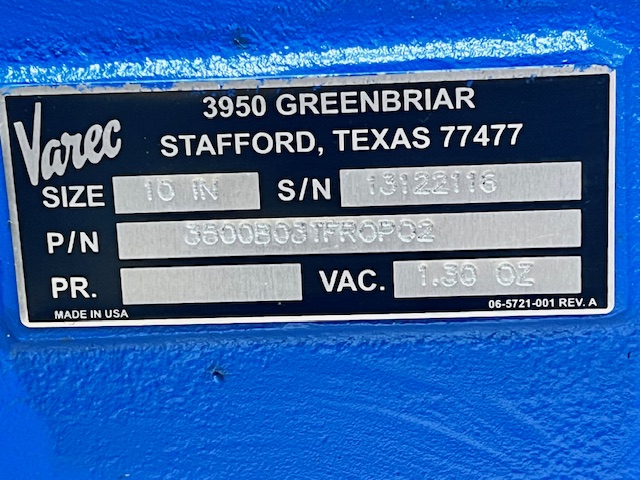 Varec
3950 GREENBRIAR
STAFFORD, TEXAS 77477
SIZE 10 IN S/N 13122116
P/N 3600B03TFROPO2
PR. VAC. 1.30 OZ
MADE IN USA 06-5721-001 REV. A